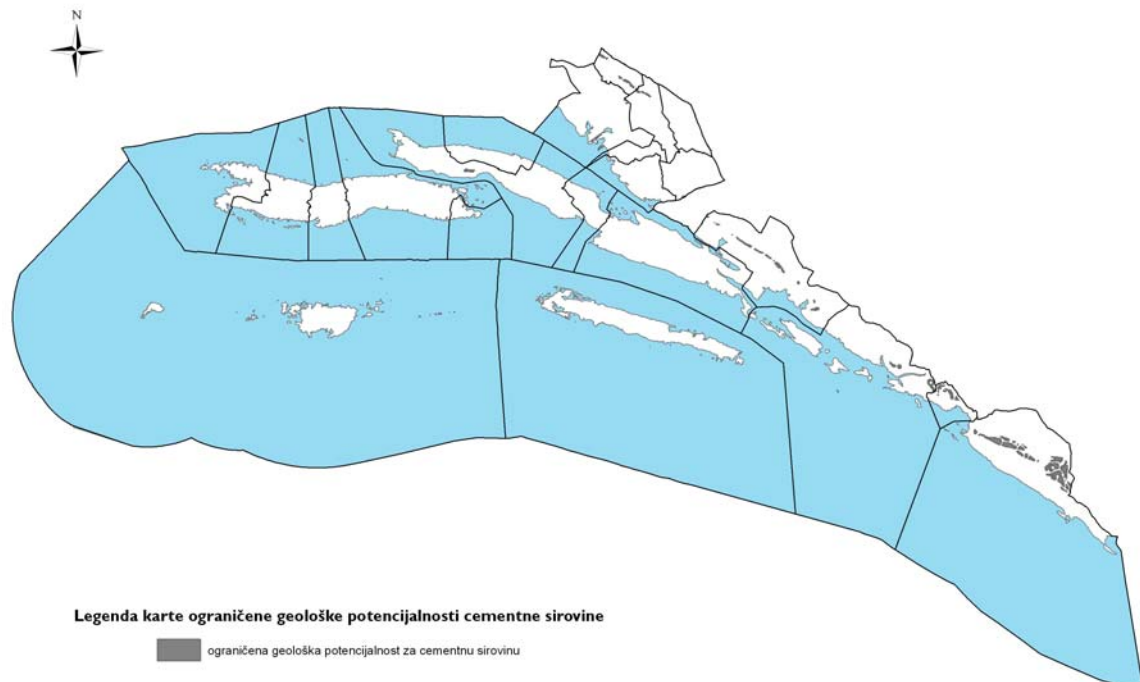 N
Legenda karte ograničene geološke potencijalnosti cementne sirovine
ograničena geološka potencijalnost za cementnu sirovinu